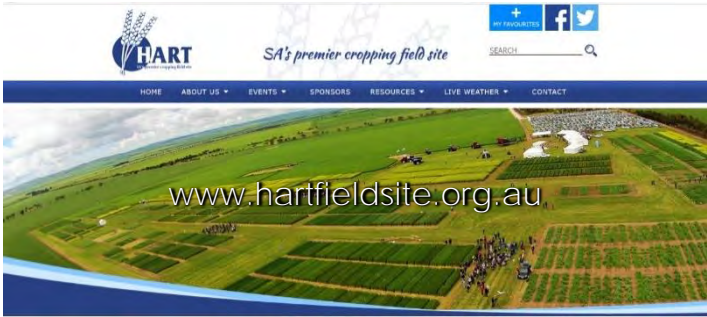 +
MY FAVOURITES
HART
SA's premier cropping field site
SEARCH
HOME ABOUT US EVENTS SPONSORS RESOURCES LIVE WEATHER CONTACT
www.hartfieldsite.org.au